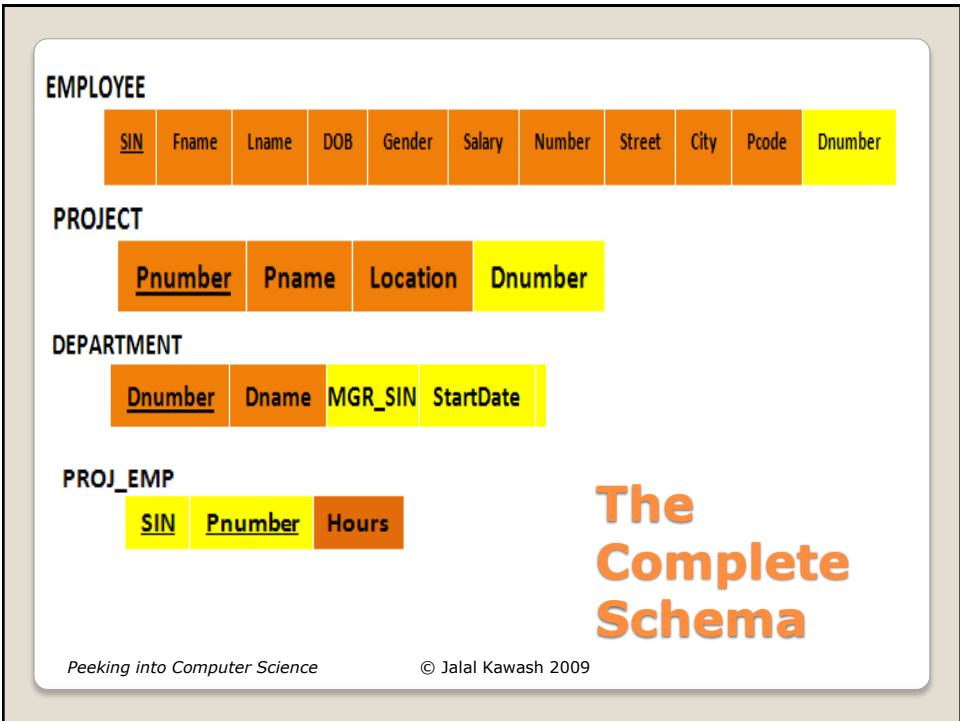 EMPLOYEE
SIN Fname Lname DOB Gender Salary Number Street City Pcode Dnumber
PROJECT
Pnumber Pname Location Dnumber
DEPARTMENT
Dnumber Dname MGR_SIN StartDate
PROJ_EMP
SIN Pnumber Hours
The
Complete
Schema
Peeking into Computer Science © Jalal Kawash 2009